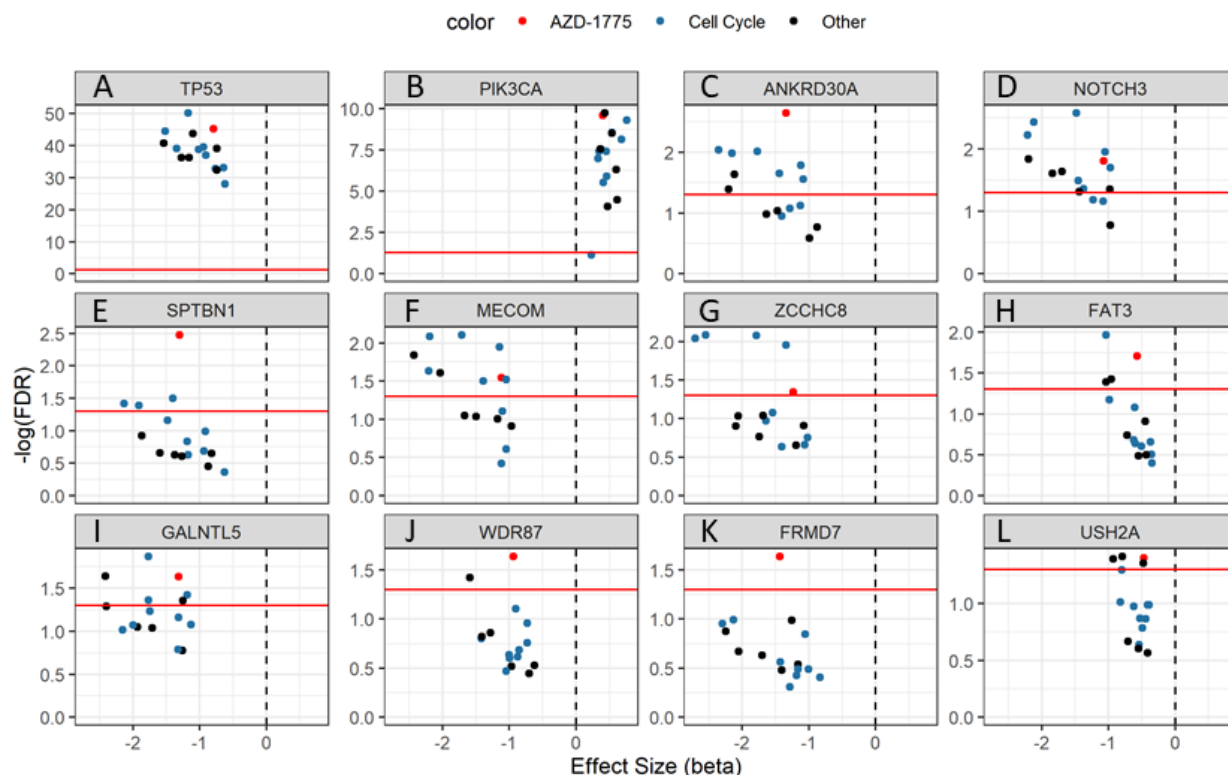 color AZD-1775 Cell Cycle Other
A B C D
TP53 PIK3CA ANKRD30A NOTCH3
50 40 30 20 10 0
10.0 7.5 5.0 2.5 0.0
2 1 0
2 1 0
E F G H
SPTBN1 MECOM ZCCHC8 FAT3
2.5 2.0 1.5 1.0 0.5 0.0
2.0 1.5 1.0 0.5 0.0
2.0 1.5 1.0 0.5 0.0
2.0 1.5 1.0 0.5 0.0
-log(FDR)
I J K L
GALNTL5 WDR87 FRMD7 USH2A
1.5 1.0 0.5 0.0
1.5 1.0 0.5 0.0
1.5 1.0 0.5 0.0
1.0 0.5 0.0
-2 -1 0 -2 -1 0 -2 -1 0 -2 -1 0
Effect Size (beta)